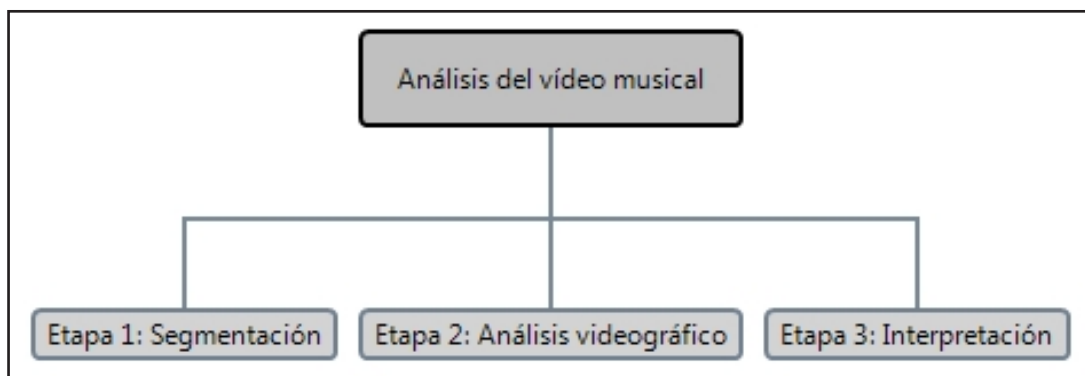 Análisis del vídeo musical
Etapa 1: Segmentación
Etapa 2: Análisis videográfico
Etapa 3: Interpretación